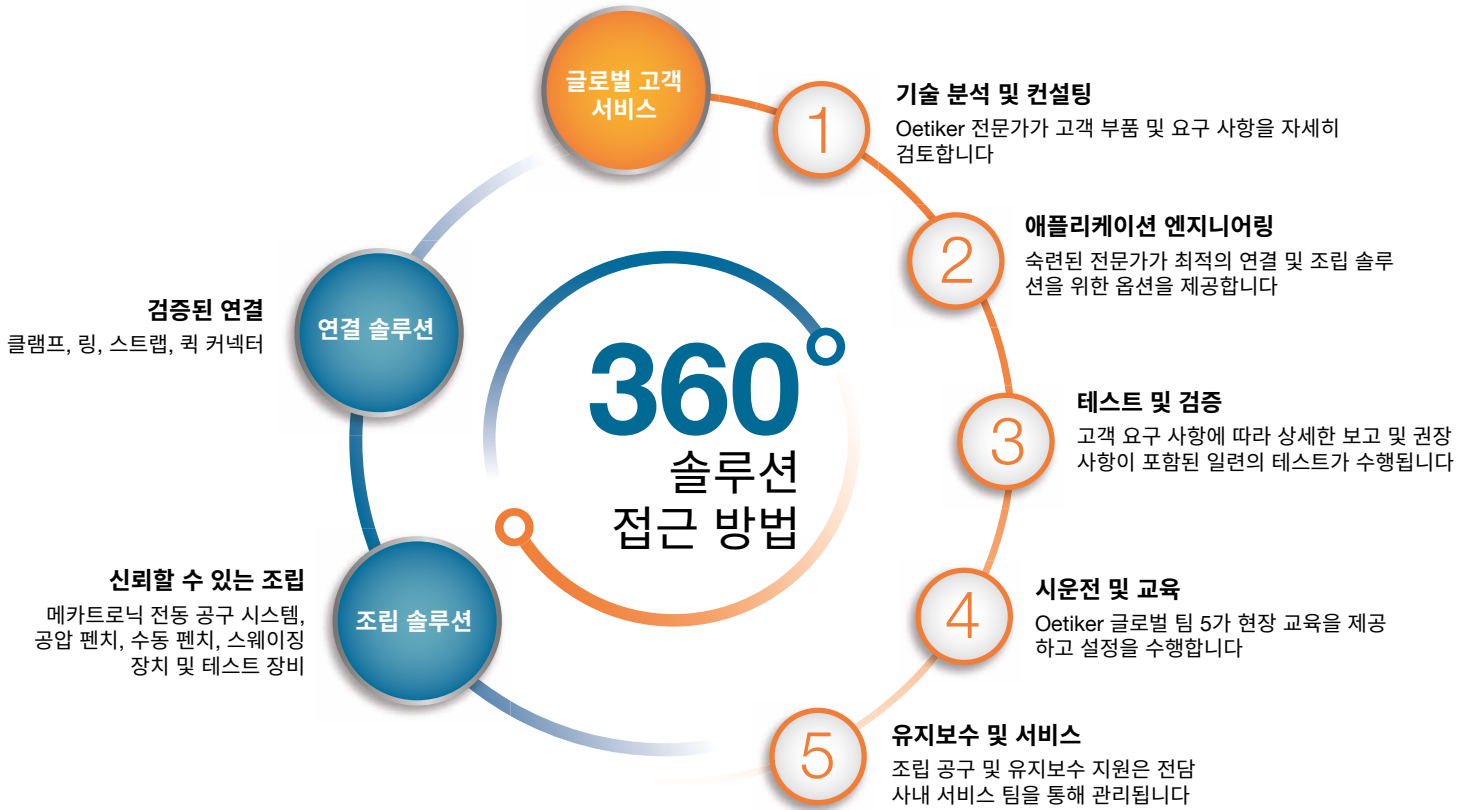 글로벌 고객
서비스
1
기술 분석 및 컨설팅
Oetiker 전문가가 고객 부품 및 요구 사항을 자세히
검토합니다
2
애플리케이션 엔지니어링
숙련된 전문가가 최적의 연결 및 조립 솔루
션을 위한 옵션을 제공합니다
3
테스트 및 검증
고객 요구 사항에 따라 상세한 보고 및 권장
사항이 포함된 일련의 테스트가 수행됩니다
4
시운전 및 교육
Oetiker 글로벌 팀 5가 현장 교육을 제공
하고 설정을 수행합니다
5
유지보수 및 서비스
조립 공구 및 유지보수 지원은 전담
사내 서비스 팀을 통해 관리됩니다
조립 솔루션
신뢰할 수 있는 조립
메카트로닉 전동 공구 시스템,
공압 펜치, 수동 펜치, 스웨이징
장치 및 테스트 장비
연결 솔루션
검증된 연결
클램프, 링, 스트랩, 퀵 커넥터
360
솔루션
접근 방법